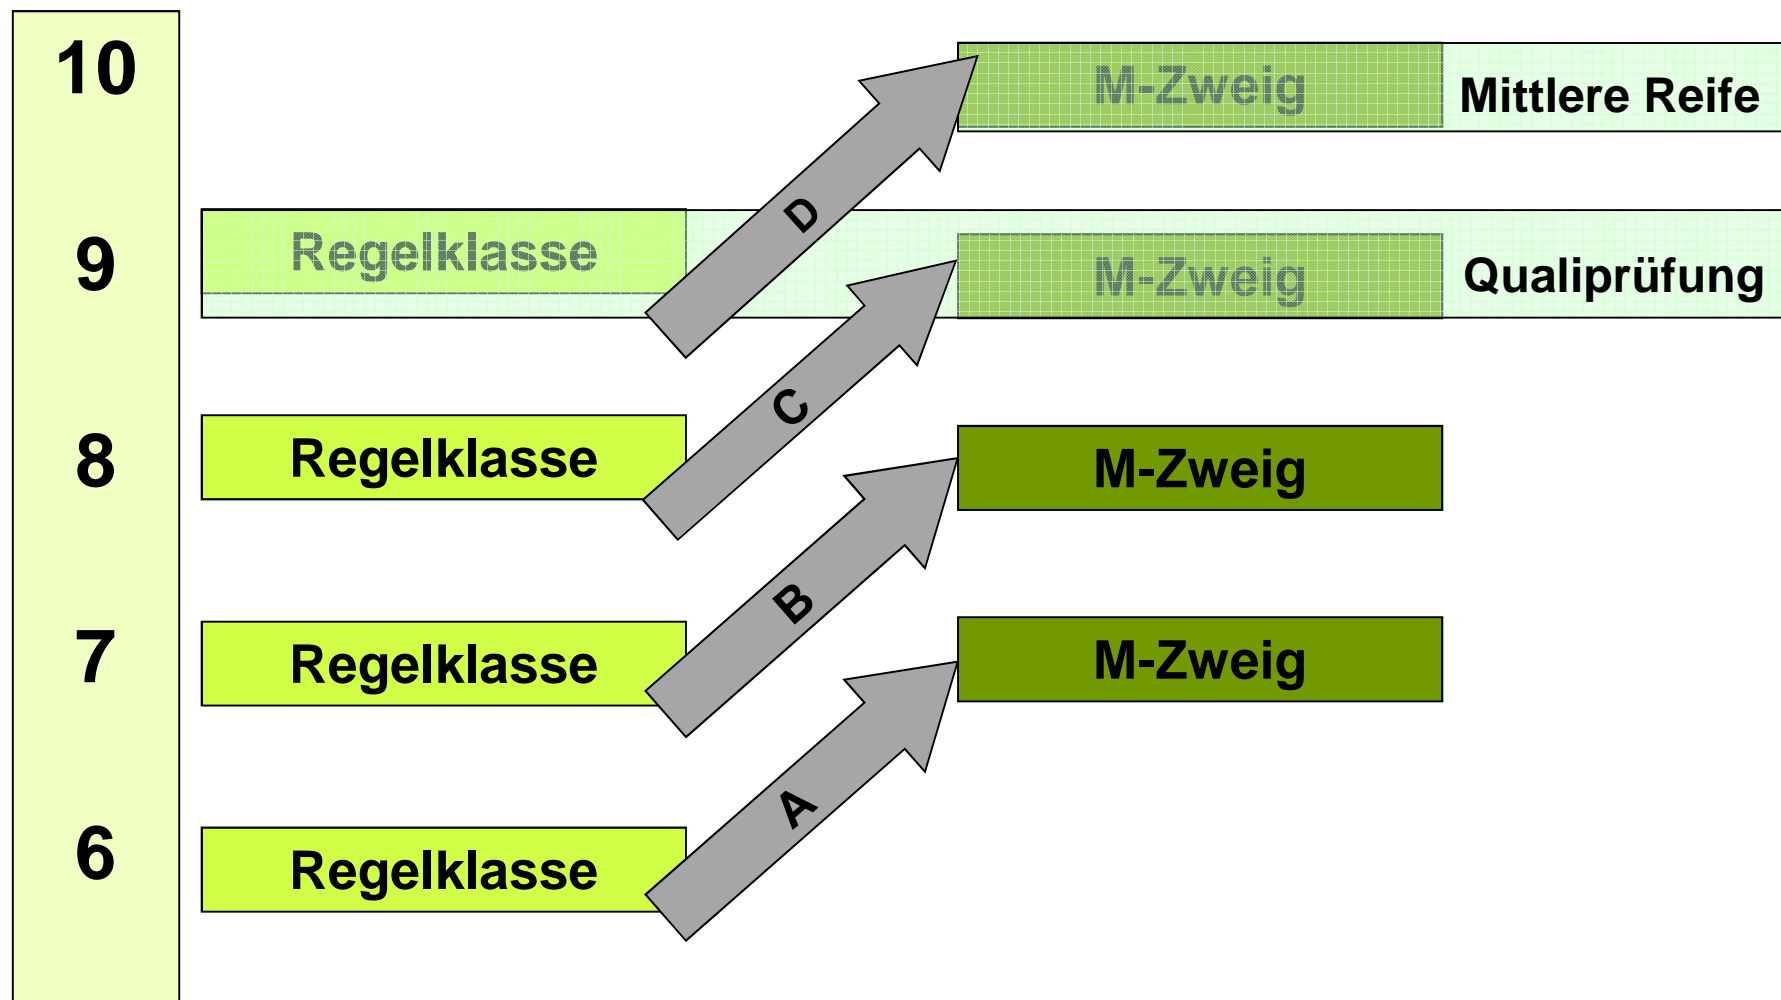 10
M-Zweig
Mittlere Reife
D
9
Regelklasse
M-Zweig
Qualiprüfung
C
8
Regelklasse
M-Zweig
B
7
Regelklasse
M-Zweig
A
6
Regelklasse